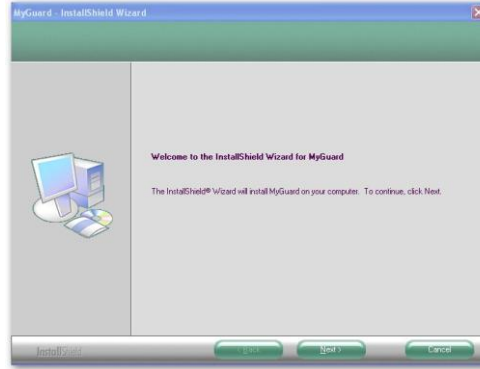 MyGuard - InstallShield Wizard
Welcome to the InstallShield Wizard for MyGuard
The InstallShield® Wizard will install MyGuard on your computer. To continue, click Next.
InstallShield
< Back
Next >
Cancel